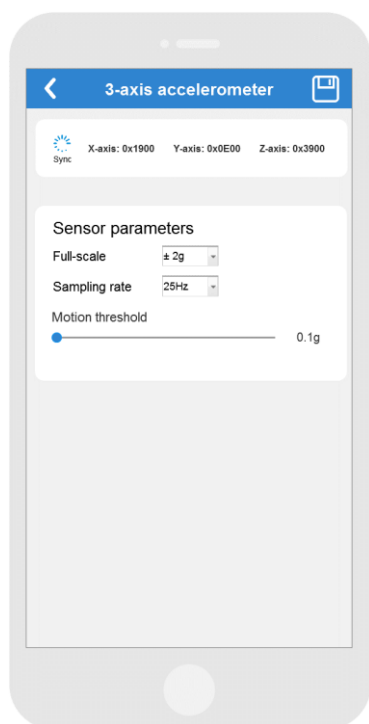 3-axis accelerometer
Sync X-axis: 0x1900 Y-axis: 0x0E00 Z-axis: 0x3900
Sensor parameters
Full-scale ± 2g
Sampling rate 25Hz
Motion threshold
0.1g